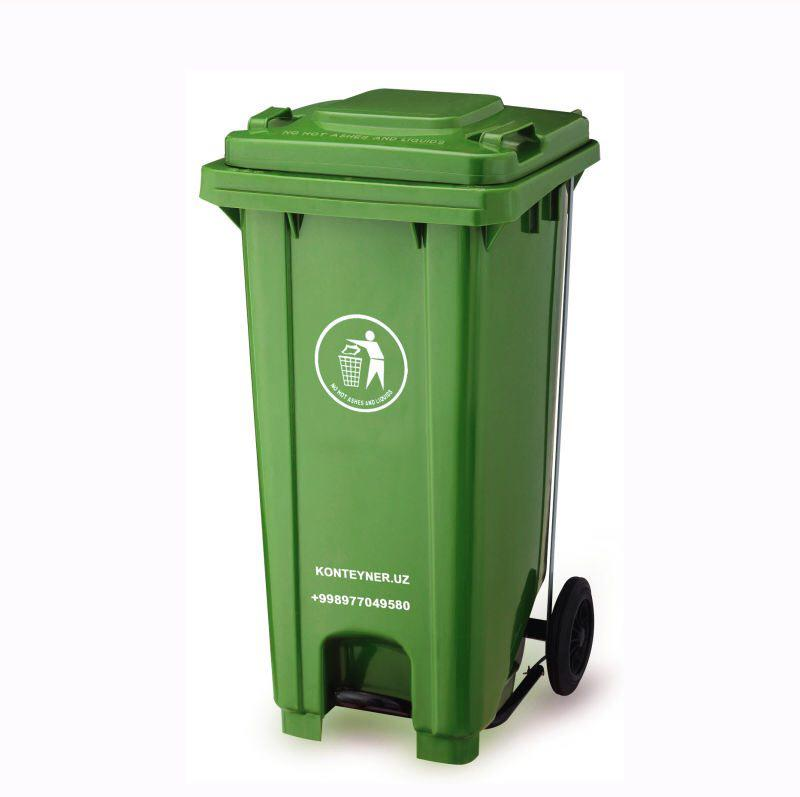 NO HOT ASHES AND LIQUIDS
NO HOT ASHES AND LIQUIDS
KONTEYNER.UZ
+998977049580